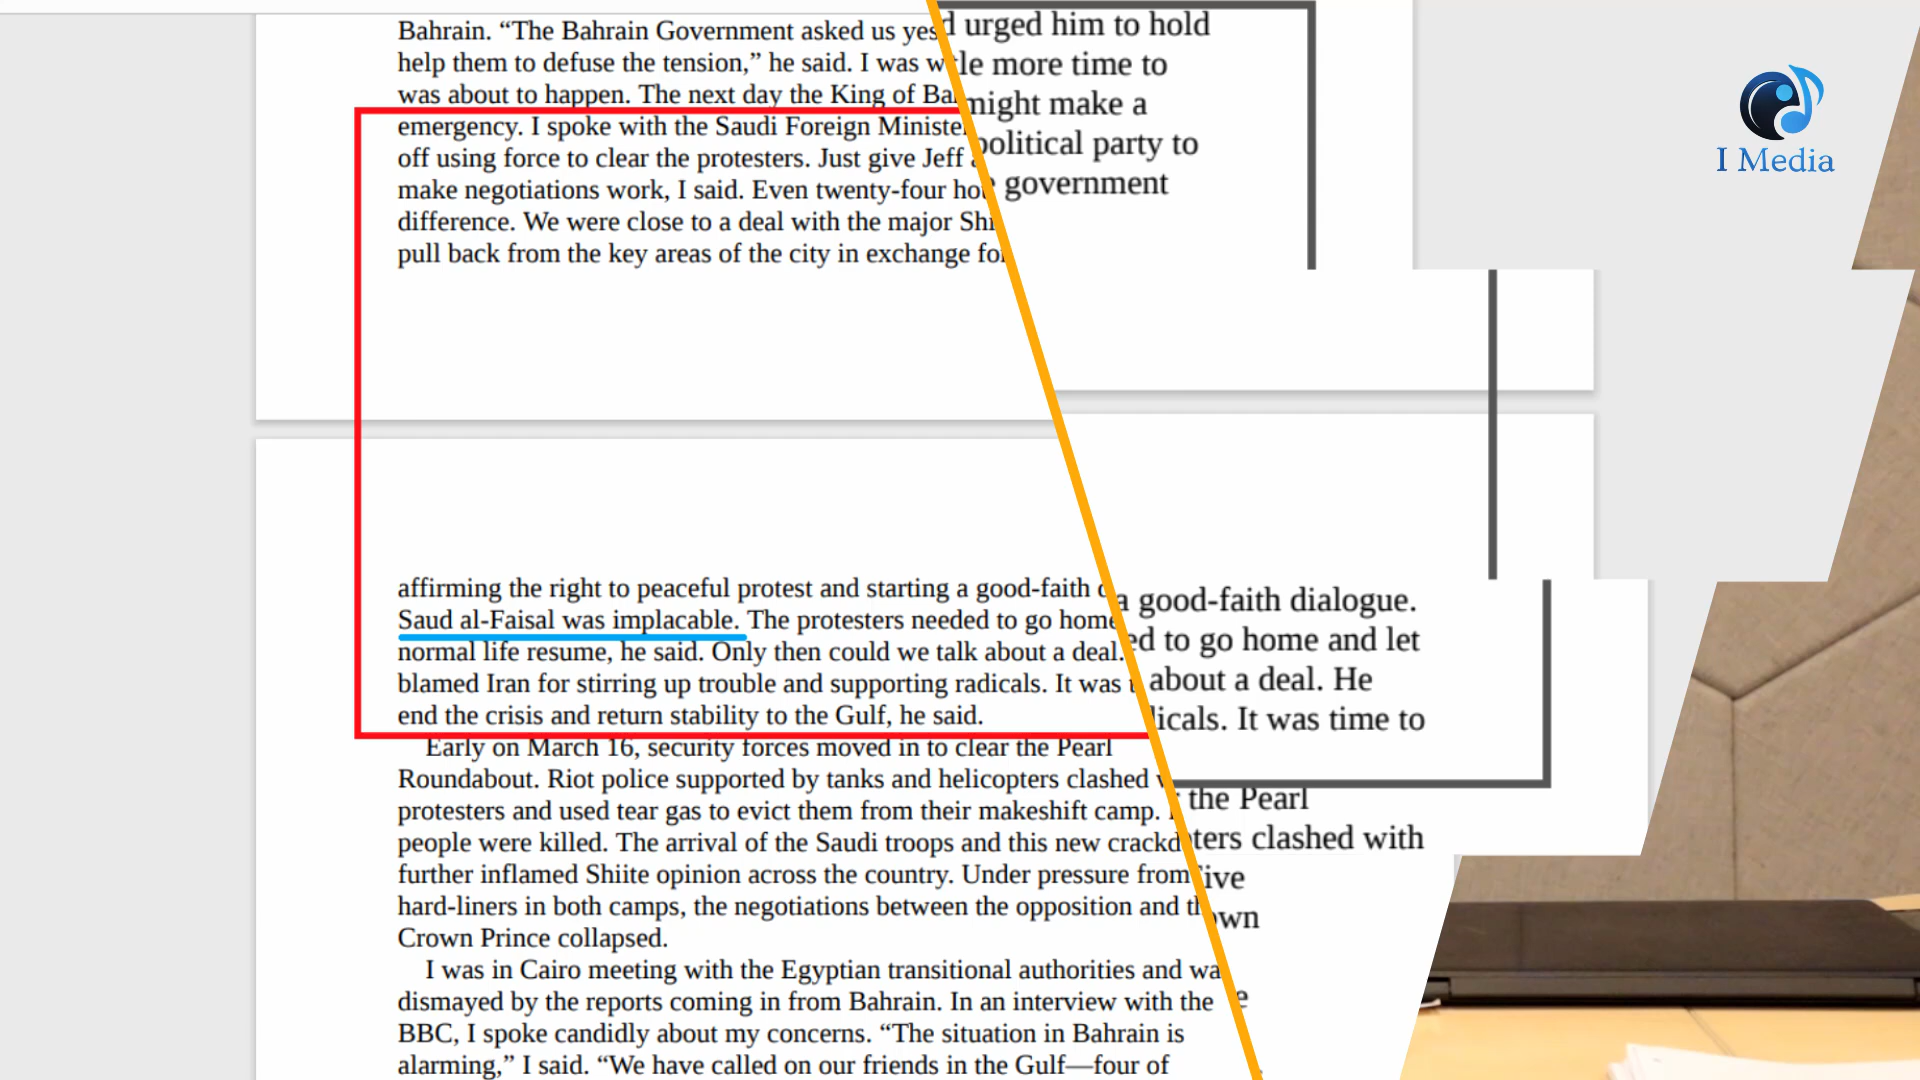 Bahrain. “The Bahrain Government asked us
help them to defuse the tension,” he said. I was
was about to happen. The next day the King of
emergency. I spoke with the Saudi Foreign
off using force to clear the protesters. Just give Jeff
make negotiations work, I said. Even twenty-four
difference. We were close to a deal with the major
pull back from the key areas of the city in exchange
urged him to hold
more time to
might make a
political party to
government
I Media
affirming the right to peaceful protest and starting a good-faith
Saud al-Faisal was implacable. The protesters needed to go home
normal life resume, he said. Only then could we talk about a deal.
blamed Iran for stirring up trouble and supporting radicals. It was
end the crisis and return stability to the Gulf, he said.
Early on March 16, security forces moved in to clear the Pearl
Roundabout. Riot police supported by tanks and helicopters clashed
protesters and used tear gas to evict them from their makeshift camp.
people were killed. The arrival of the Saudi troops and this new
further inflamed Shiite opinion across the country. Under pressure from
hard-liners in both camps, the negotiations between the opposition and
Crown Prince collapsed.
I was in Cairo meeting with the Egyptian transitional authorities and
dismayed by the reports coming in from Bahrain. In an interview with the
BBC, I spoke candidly about my concerns. “The situation in Bahrain is
alarming,” I said. “We have called on our friends in the Gulf—four of
a good-faith dialogue.
to go home and let
about a deal. He
It was time to
the Pearl
clashed with